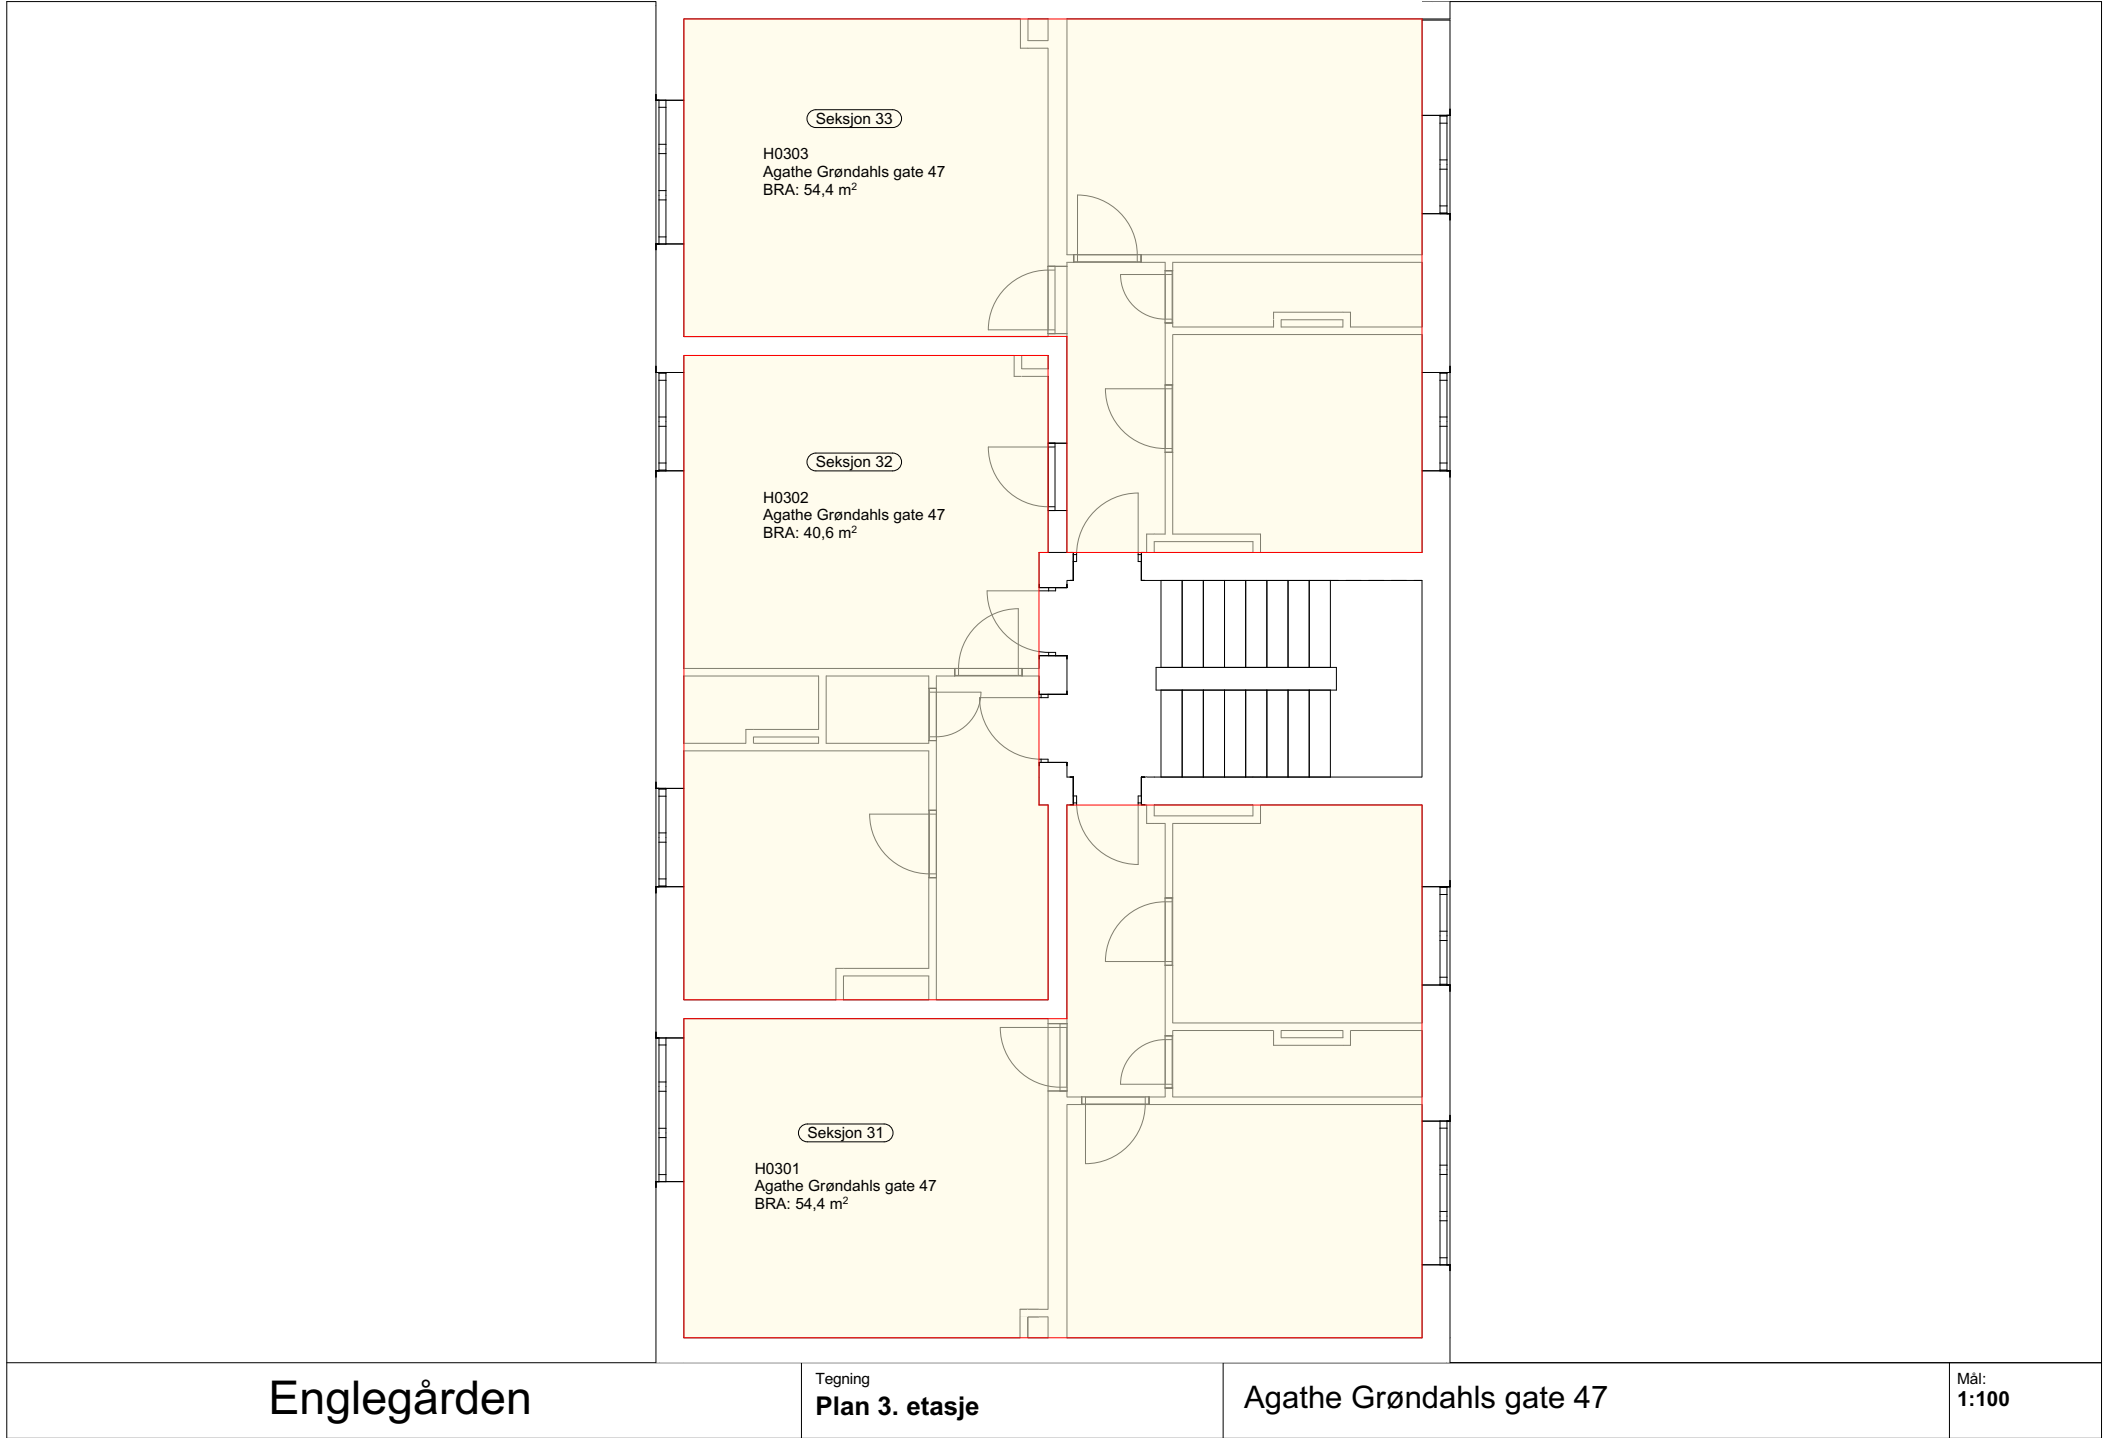 Seksjon 33
H0303
Agathe Grøndahls gate 47
BRA: 54,4 m²
Seksjon 32
H0302
Agathe Grøndahls gate 47
BRA: 40,6 m²
Seksjon 31
H0301
Agathe Grøndahls gate 47
BRA: 54,4 m²
Englegården
Tegning
Plan 3. etasje
Agathe Grøndahls gate 47
Mål:
1:100